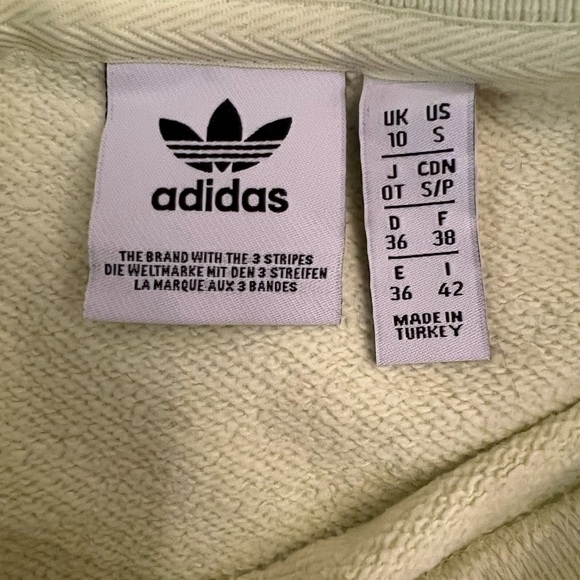 adidas
THE BRAND WITH THE 3 STRIPES
DIE WELTMARKE MIT DEN 3 STREIFEN
LA MARQUE AUX 3 BANDES
UK US
10 S
J CDN
OT S/P
D F
36 38
E I
36 42
MADE IN
TURKEY